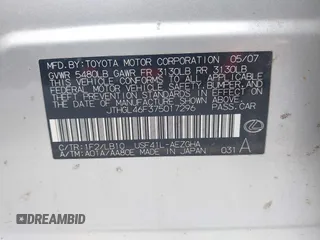 MFD. BY: TOYOTA MOTOR CORPORATION 05/07
GVWR 5480LB GAWR FR 3130LB RR 3130LB
THIS VEHICLE CONFORMS TO ALL APPLICABLE
FEDERAL MOTOR VEHICLE SAFETY, BUMPER, AND
THEFT PREVENTION STANDARDS IN EFFECT ON
THE DATE OF MANUFACTURE SHOWN ABOVE.
JTHGL46F375017296 PASS.CAR
C/TR:1F2/LB10 USF41L-AEZGHA
A/TM:A01A/AA80E MADE IN JAPAN 031 A
AUTOBIDMASTER